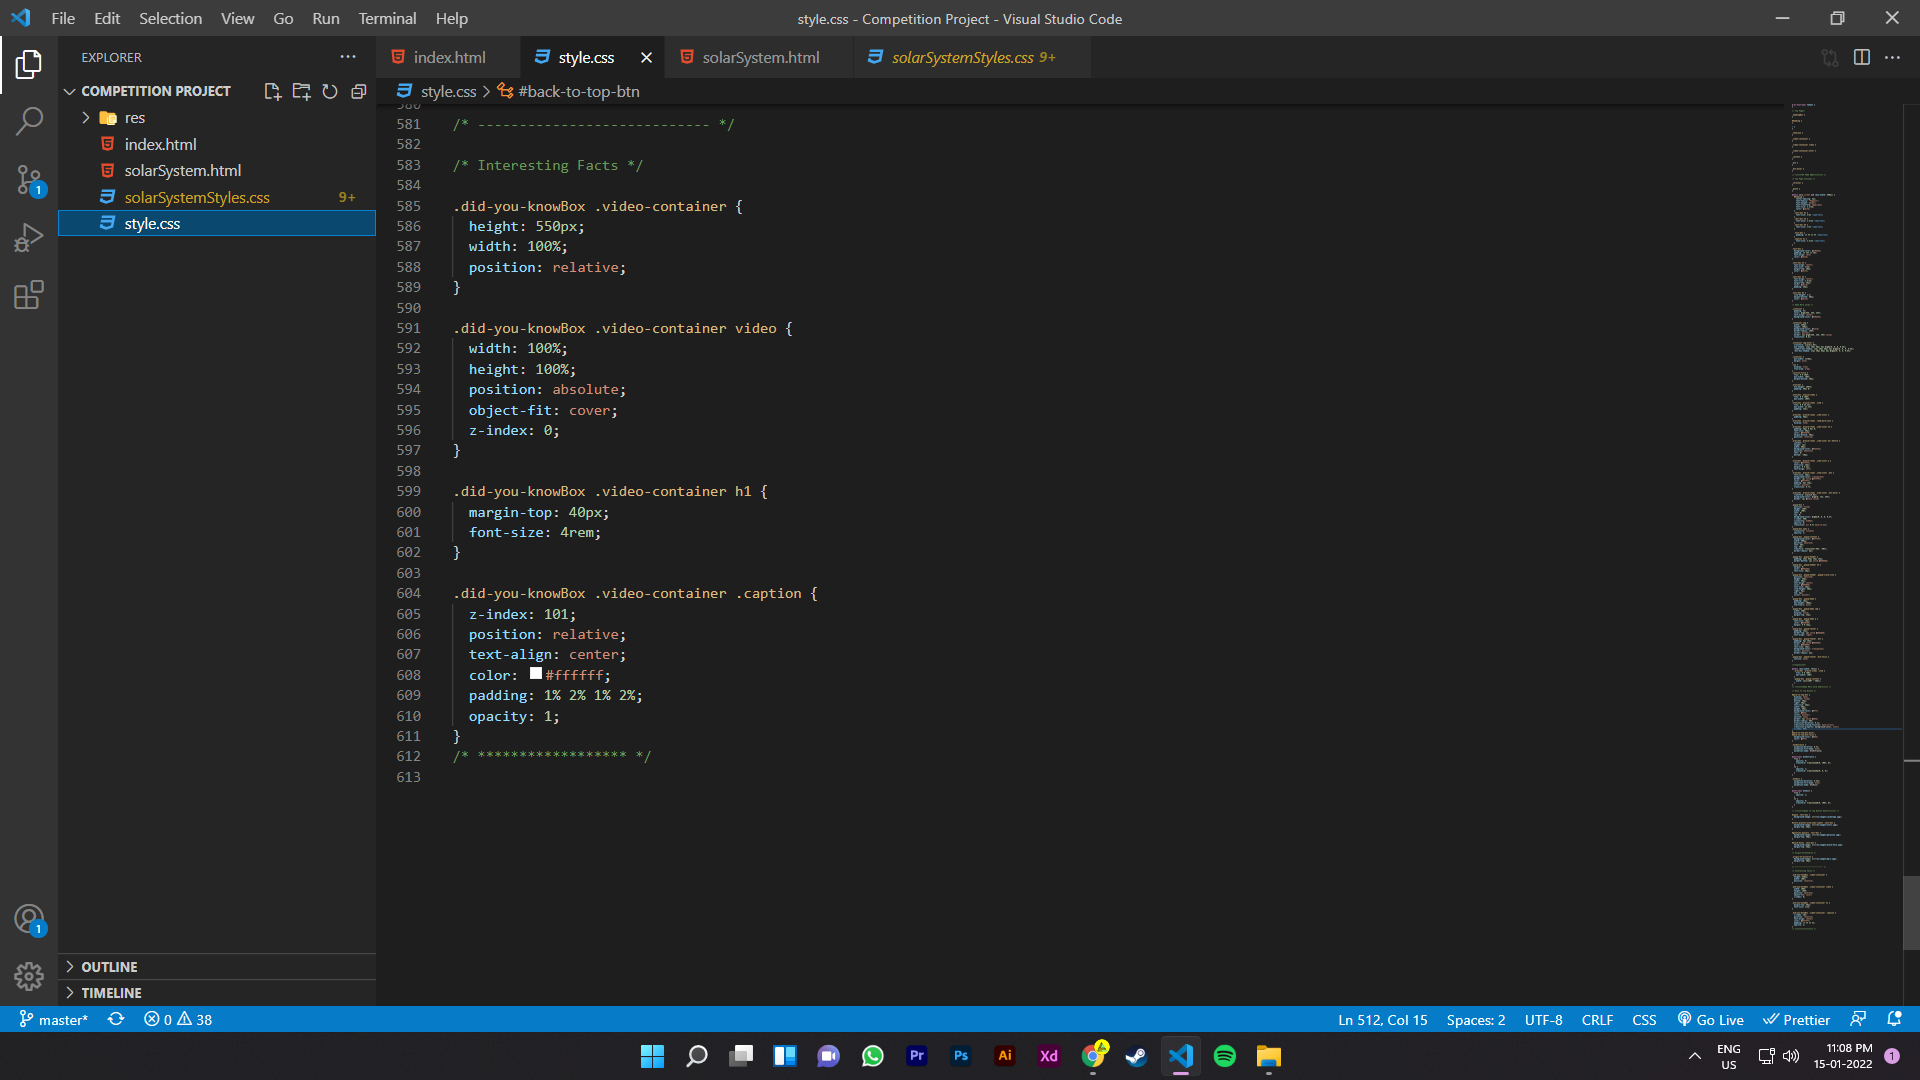 File Edit Selection View Go Run Terminal Help
style.css - Competition Project - Visual Studio Code
EXPLORER
index.html
style.css
solarSystem.html
solarSystemStyles.css 9+
COMPETITION PROJECT
style.css > #back-to-top-btn
res
index.html
solarSystem.html
solarSystemStyles.css 9+
style.css
580
581 /* ---------------------------- */
582
583 /* Interesting Facts */
584
585 .did-you-knowBox .video-container {
586 height: 550px;
587 width: 100%;
588 position: relative;
589 }
590
591 .did-you-knowBox .video-container video {
592 width: 100%;
593 height: 100%;
594 position: absolute;
595 object-fit: cover;
596 z-index: 0;
597 }
598
599 .did-you-knowBox .video-container h1 {
600 margin-top: 40px;
601 font-size: 4rem;
602 }
603
604 .did-you-knowBox .video-container .caption {
605 z-index: 101;
606 position: relative;
607 text-align: center;
608 color: #ffffff;
609 padding: 1% 2% 1% 2%;
610 opacity: 1;
611 }
612 /* ****************** */
613
1
1
OUTLINE
TIMELINE
master* 0 38
Ln 512, Col 15 Spaces: 2 UTF-8 CRLF CSS Go Live Prettier
Pr Ps Ai Xd
ENG
US
11:08 PM
15-01-2022
1